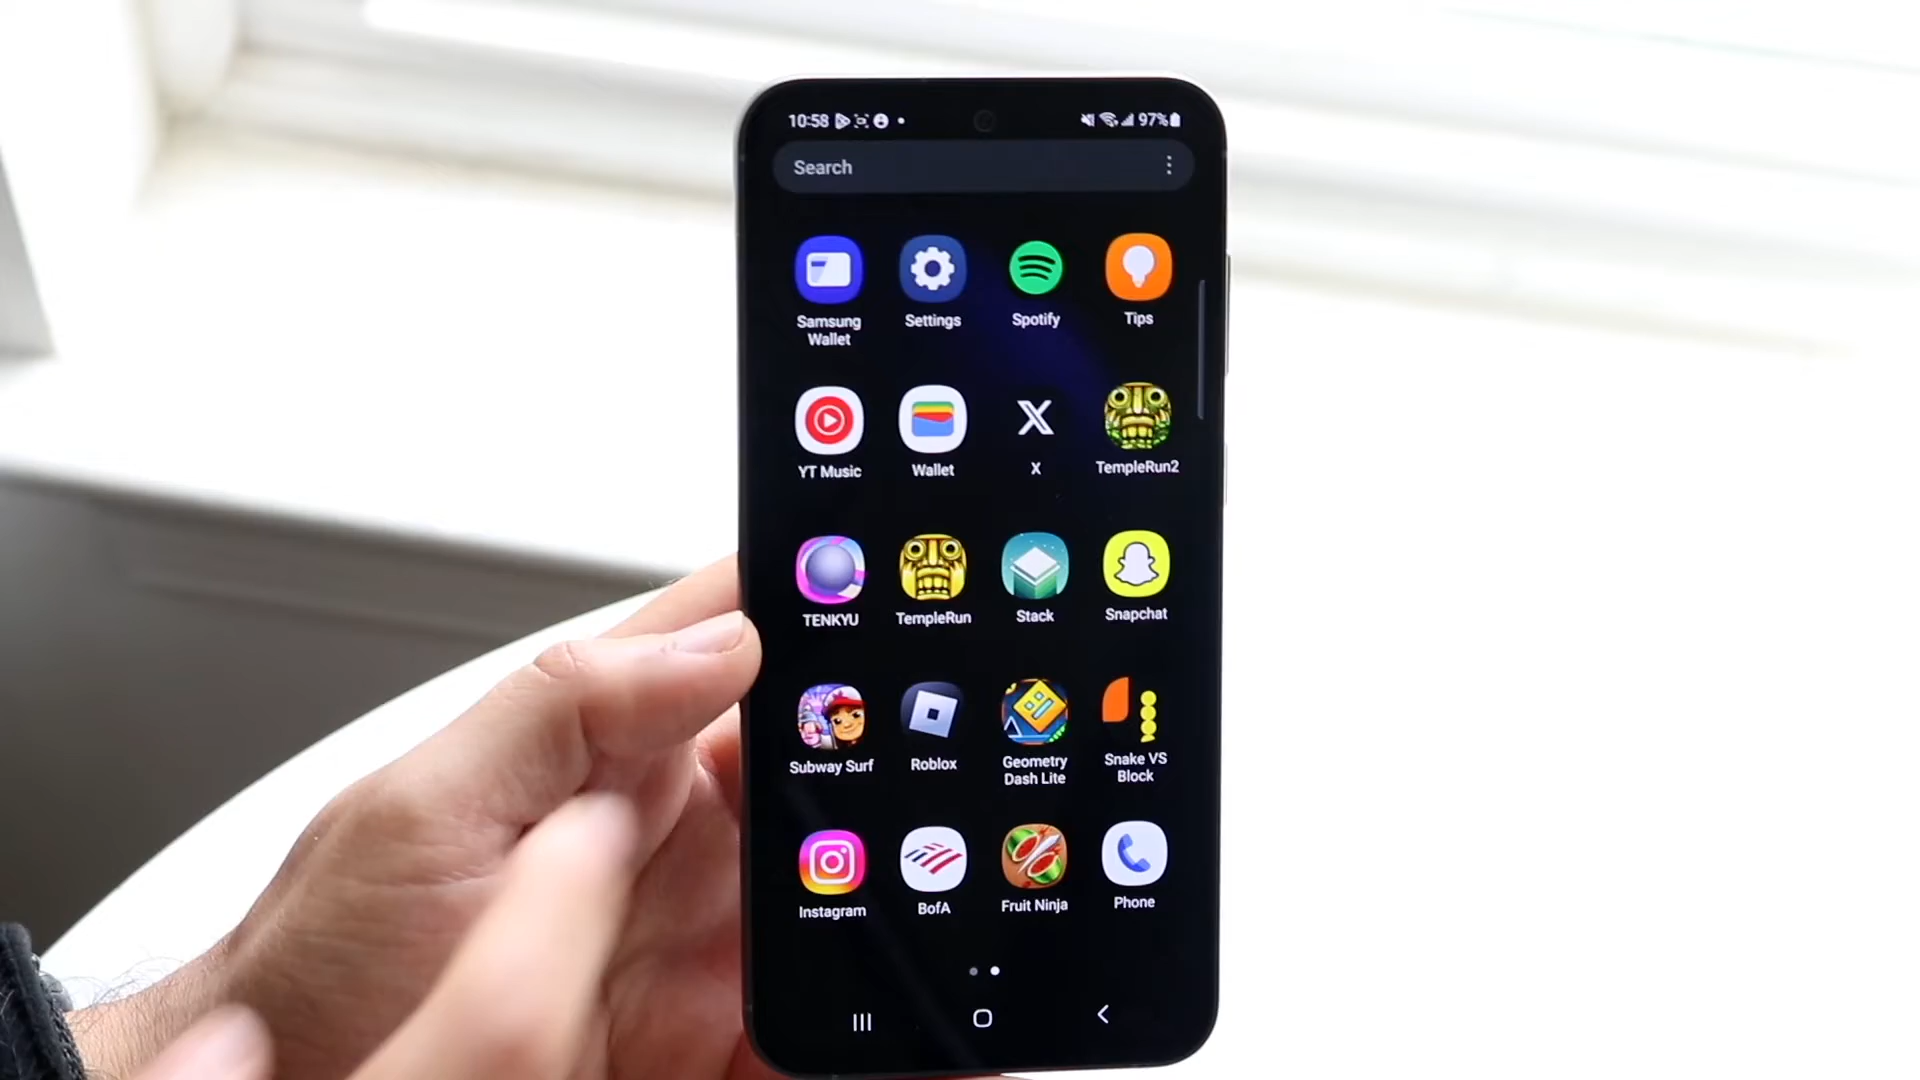 10:58
97%
Search
Samsung
Wallet
Settings
Spotify
Tips
YT Music
Wallet
X
TempleRun2
TENKYU
TempleRun
Stack
Snapchat
Subway Surf
Roblox
Geometry
Dash Lite
Snake VS
Block
Instagram
BofA
Fruit Ninja
Phone